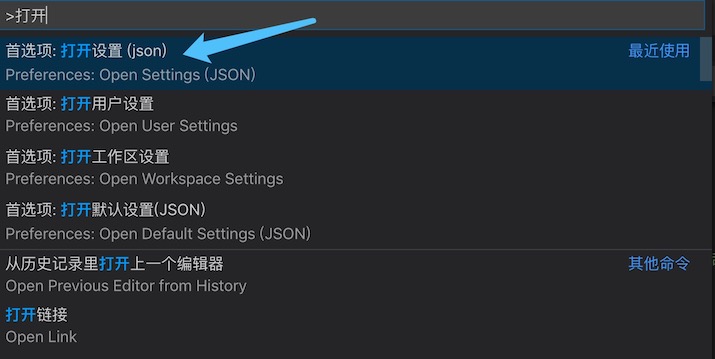 >打开
首选项: 打开设置 (json)
最近使用
Preferences: Open Settings (JSON)
首选项: 打开用户设置
Preferences: Open User Settings
首选项: 打开工作区设置
Preferences: Open Workspace Settings
首选项: 打开默认设置(JSON)
Preferences: Open Default Settings (JSON)
从历史记录里打开上一个编辑器
其他命令
Open Previous Editor from History
打开链接
Open Link